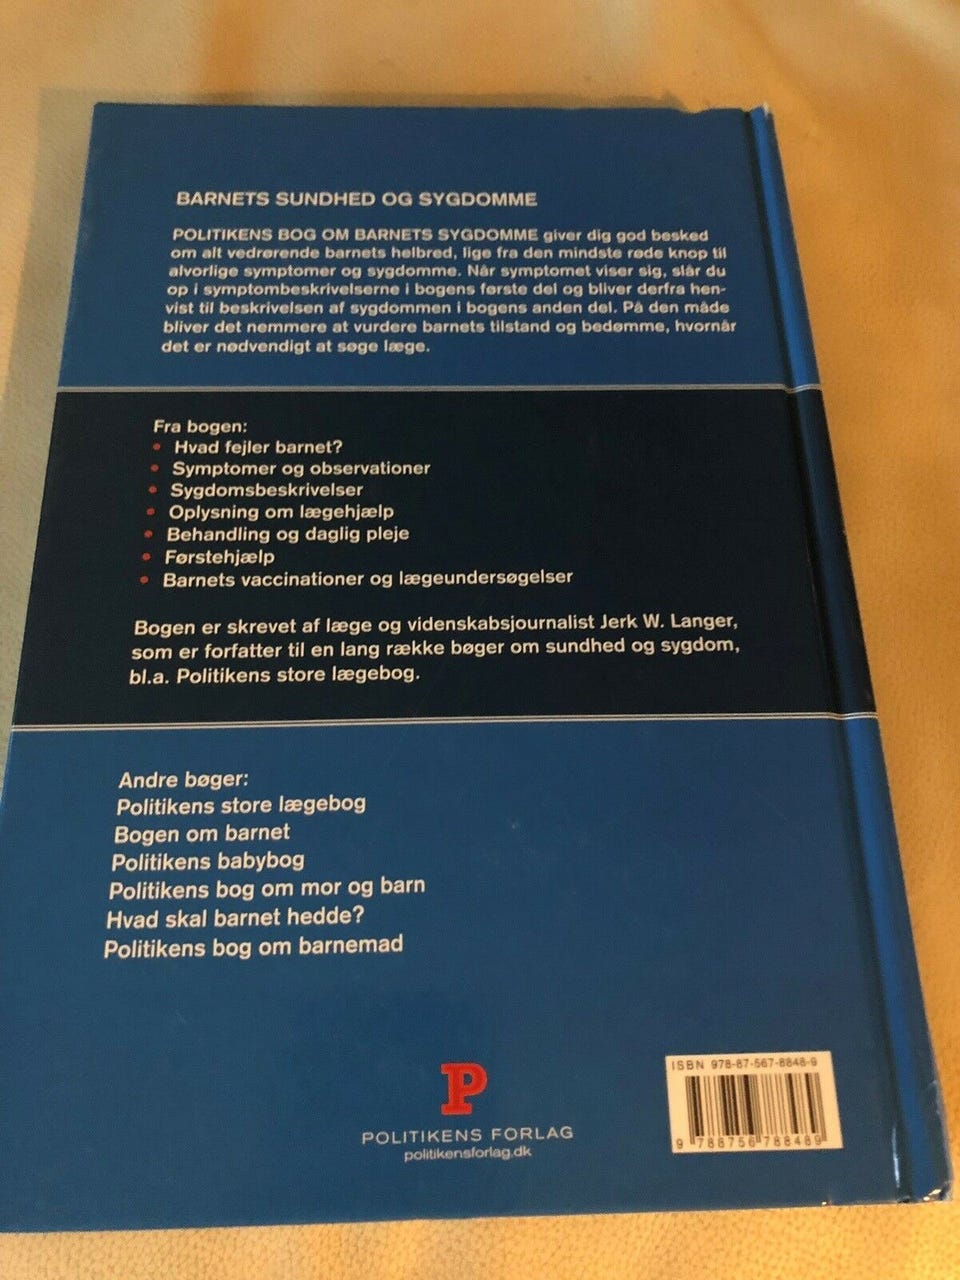 BARNETS SUNDHED OG SYGDOMME
POLITIKENS BOG OM BARNETS SYGDOMME giver dig god besked
om alt vedrørende barnets helbred, lige fra den mindste røde knop til
alvorlige symptomer og sygdomme. Når symptomet viser sig, slår du
op i symptombeskrivelserne i bogens første del og bliver derfra hen-
vist til beskrivelsen af sygdommen i bogens anden del. På den måde
bliver det nemmere at vurdere barnets tilstand og bedømme, hvornår
det er nødvendigt at søge læge.
Fra bogen:
• Hvad fejler barnet?
• Symptomer og observationer
• Sygdomsbeskrivelser
• Oplysning om lægehjælp
• Behandling og daglig pleje
• Førstehjælp
• Barnets vaccinationer og lægeundersøgelser
Bogen er skrevet af læge og videnskabsjournalist Jerk W. Langer,
som er forfatter til en lang række bøger om sundhed og sygdom,
bl.a. Politikens store lægebog.
Andre bøger:
Politikens store lægebog
Bogen om barnet
Politikens babybog
Politikens bog om mor og barn
Hvad skal barnet hedde?
Politikens bog om barnemad
P
POLITIKENS FORLAG
politikensforlag.dk
ISBN 978-87-567-8848-9
9 788756 788489